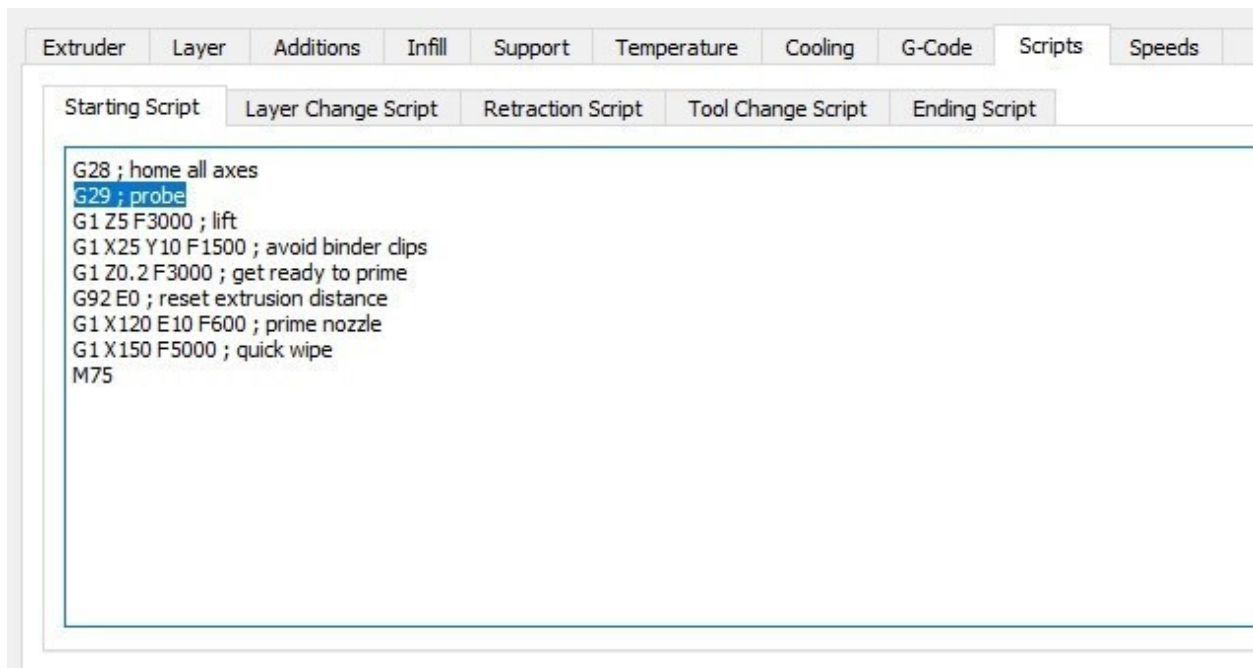 Extruder Layer Additions Infill Support Temperature Cooling G-Code Scripts Speeds
Starting Script Layer Change Script Retraction Script Tool Change Script Ending Script
G28 ; home all axes
G29 ; probe
G1 Z5 F3000 ; lift
G1 X25 Y10 F1500 ; avoid binder clips
G1 Z0.2 F3000 ; get ready to prime
G92 E0 ; reset extrusion distance
G1 X120 E10 F600 ; prime nozzle
G1 X150 F5000 ; quick wipe
M75